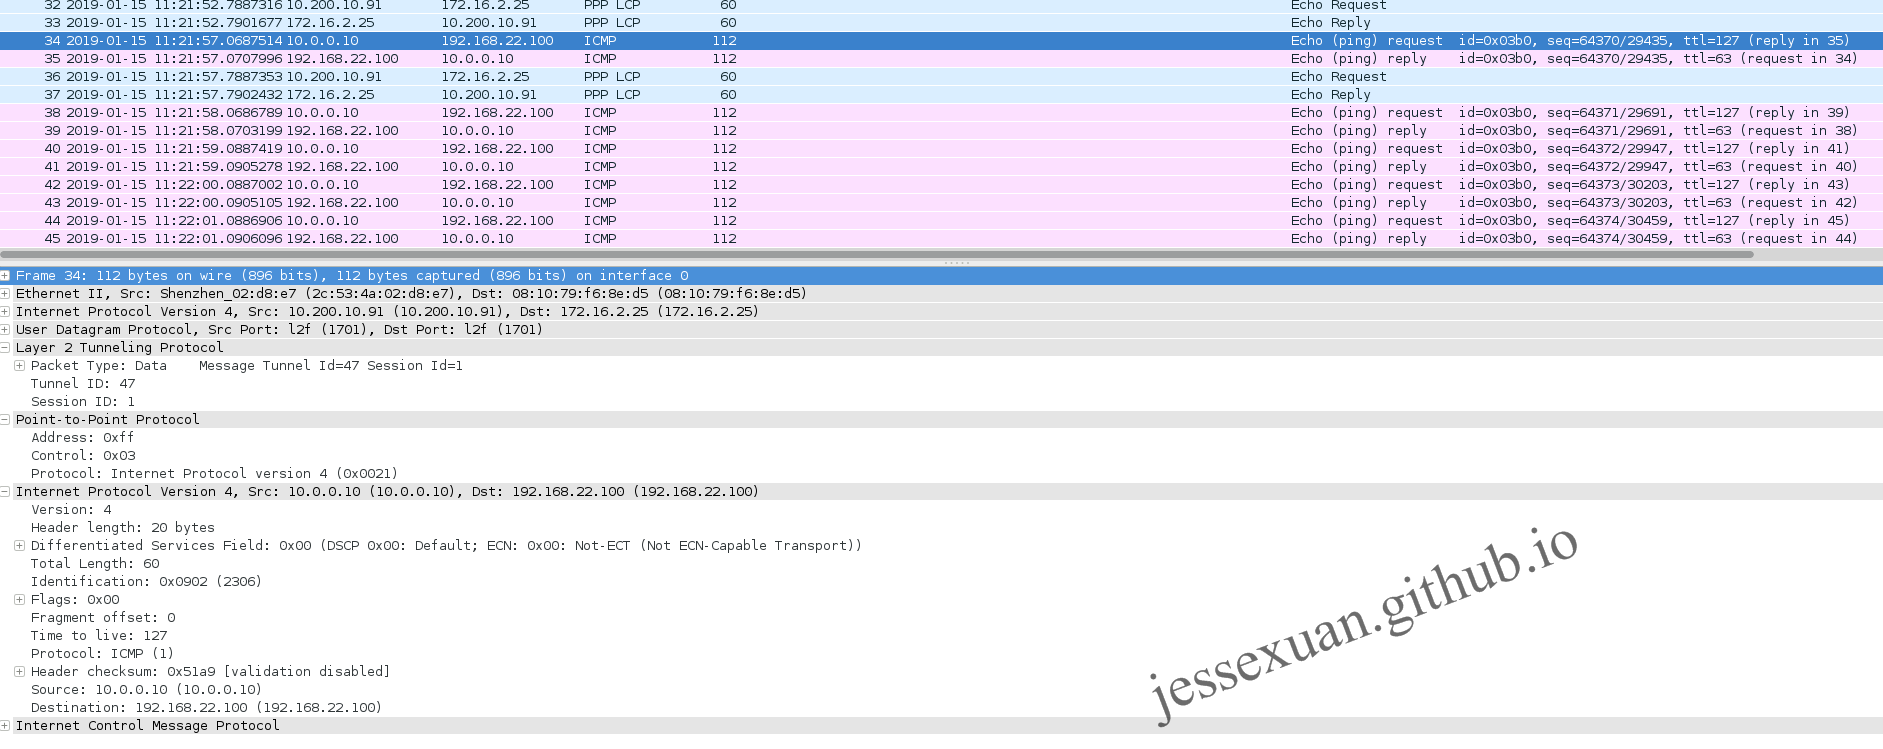 32 2019-01-15 11:21:52.7887316 10.200.10.91 172.16.2.25 PPP LCP 60 Echo Request
33 2019-01-15 11:21:52.7901677 172.16.2.25 10.200.10.91 PPP LCP 60 Echo Reply
34 2019-01-15 11:21:57.0687514 10.0.0.10 192.168.22.100 ICMP 112 Echo (ping) request id=0x03b0, seq=64370/29435, ttl=127 (reply in 35)
35 2019-01-15 11:21:57.0707996 192.168.22.100 10.0.0.10 ICMP 112 Echo (ping) reply id=0x03b0, seq=64370/29435, ttl=63 (request in 34)
36 2019-01-15 11:21:57.7887353 10.200.10.91 172.16.2.25 PPP LCP 60 Echo Request
37 2019-01-15 11:21:57.7902432 172.16.2.25 10.200.10.91 PPP LCP 60 Echo Reply
38 2019-01-15 11:21:58.0686789 10.0.0.10 192.168.22.100 ICMP 112 Echo (ping) request id=0x03b0, seq=64371/29691, ttl=127 (reply in 39)
39 2019-01-15 11:21:58.0703199 192.168.22.100 10.0.0.10 ICMP 112 Echo (ping) reply id=0x03b0, seq=64371/29691, ttl=63 (request in 38)
40 2019-01-15 11:21:59.0887419 10.0.0.10 192.168.22.100 ICMP 112 Echo (ping) request id=0x03b0, seq=64372/29947, ttl=127 (reply in 41)
41 2019-01-15 11:21:59.0905278 192.168.22.100 10.0.0.10 ICMP 112 Echo (ping) reply id=0x03b0, seq=64372/29947, ttl=63 (request in 40)
42 2019-01-15 11:22:00.0887002 10.0.0.10 192.168.22.100 ICMP 112 Echo (ping) request id=0x03b0, seq=64373/30203, ttl=127 (reply in 43)
43 2019-01-15 11:22:00.0905105 192.168.22.100 10.0.0.10 ICMP 112 Echo (ping) reply id=0x03b0, seq=64373/30203, ttl=63 (request in 42)
44 2019-01-15 11:22:01.0886906 10.0.0.10 192.168.22.100 ICMP 112 Echo (ping) request id=0x03b0, seq=64374/30459, ttl=127 (reply in 45)
45 2019-01-15 11:22:01.0906096 192.168.22.100 10.0.0.10 ICMP 112 Echo (ping) reply id=0x03b0, seq=64374/30459, ttl=63 (request in 44)
Frame 34: 112 bytes on wire (896 bits), 112 bytes captured (896 bits) on interface 0
Ethernet II, Src: Shenzhen_02:d8:e7 (2c:53:4a:02:d8:e7), Dst: 08:10:79:f6:8e:d5 (08:10:79:f6:8e:d5)
Internet Protocol Version 4, Src: 10.200.10.91 (10.200.10.91), Dst: 172.16.2.25 (172.16.2.25)
User Datagram Protocol, Src Port: l2f (1701), Dst Port: l2f (1701)
Layer 2 Tunneling Protocol
Packet Type: Data Message Tunnel Id=47 Session Id=1
Tunnel ID: 47
Session ID: 1
Point-to-Point Protocol
Address: 0xff
Control: 0x03
Protocol: Internet Protocol version 4 (0x0021)
Internet Protocol Version 4, Src: 10.0.0.10 (10.0.0.10), Dst: 192.168.22.100 (192.168.22.100)
Version: 4
Header length: 20 bytes
Differentiated Services Field: 0x00 (DSCP 0x00: Default; ECN: 0x00: Not-ECT (Not ECN-Capable Transport))
Total Length: 60
Identification: 0x0902 (2306)
Flags: 0x00
Fragment offset: 0
Time to live: 127
Protocol: ICMP (1)
Header checksum: 0x51a9 [validation disabled]
Source: 10.0.0.10 (10.0.0.10)
Destination: 192.168.22.100 (192.168.22.100)
Internet Control Message Protocol
jessexuan.github.io